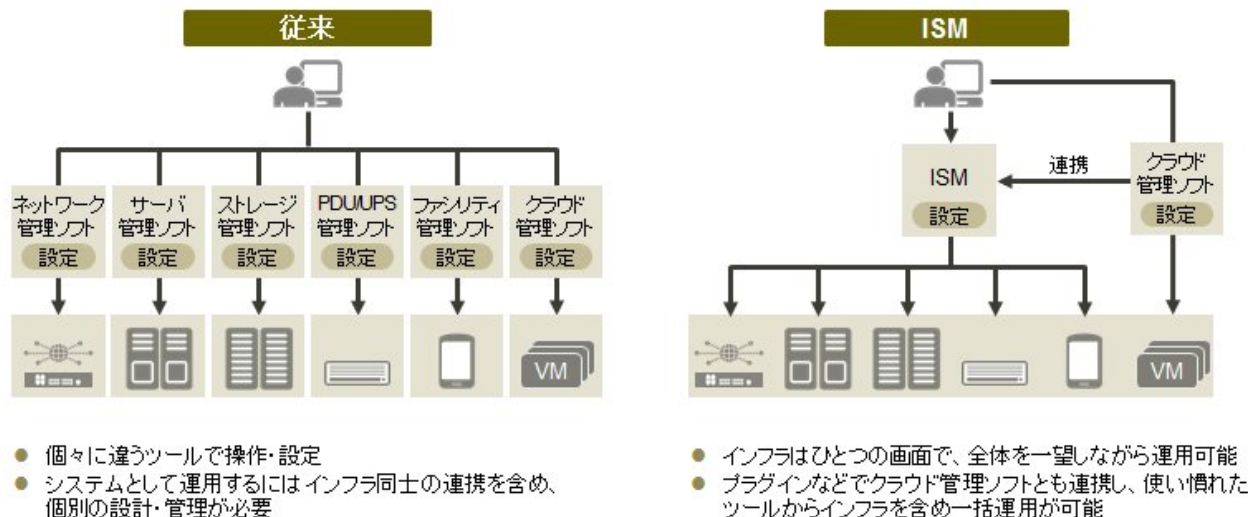 従来
ネットワーク
管理ソフト
設定
サーバ
管理ソフト
設定
ストレージ
管理ソフト
設定
PDU/UPS
管理ソフト
設定
ファシリティ
管理ソフト
設定
クラウド
管理ソフト
設定
VM
● 個々に違うツールで操作・設定
● システムとして運用するにはインフラ同士の連携を含め、
個別の設計・管理が必要
ISM
ISM
設定
連携
クラウド
管理ソフト
設定
VM
● インフラはひとつの画面で、全体を一望しながら運用可能
● プラグインなどでクラウド管理ソフトとも連携し、使い慣れた
ツールからインフラを含め一括運用が可能